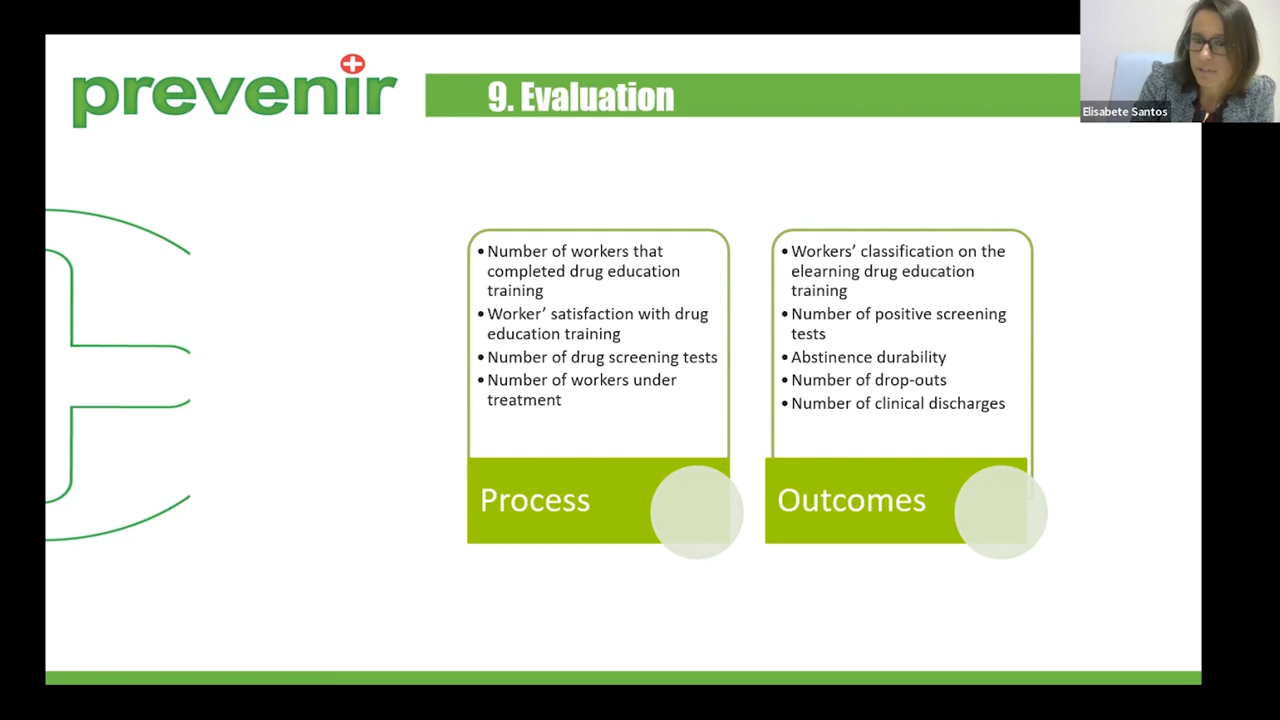 prevenir
9. Evaluation
Elisabete Santos
• Number of workers that
completed drug education
training
• Worker’ satisfaction with drug
education training
• Number of drug screening tests
• Number of workers under
treatment
Process
• Workers’ classification on the
elearning drug education
training
• Number of positive screening
tests
• Abstinence durability
• Number of drop-outs
• Number of clinical discharges
Outcomes